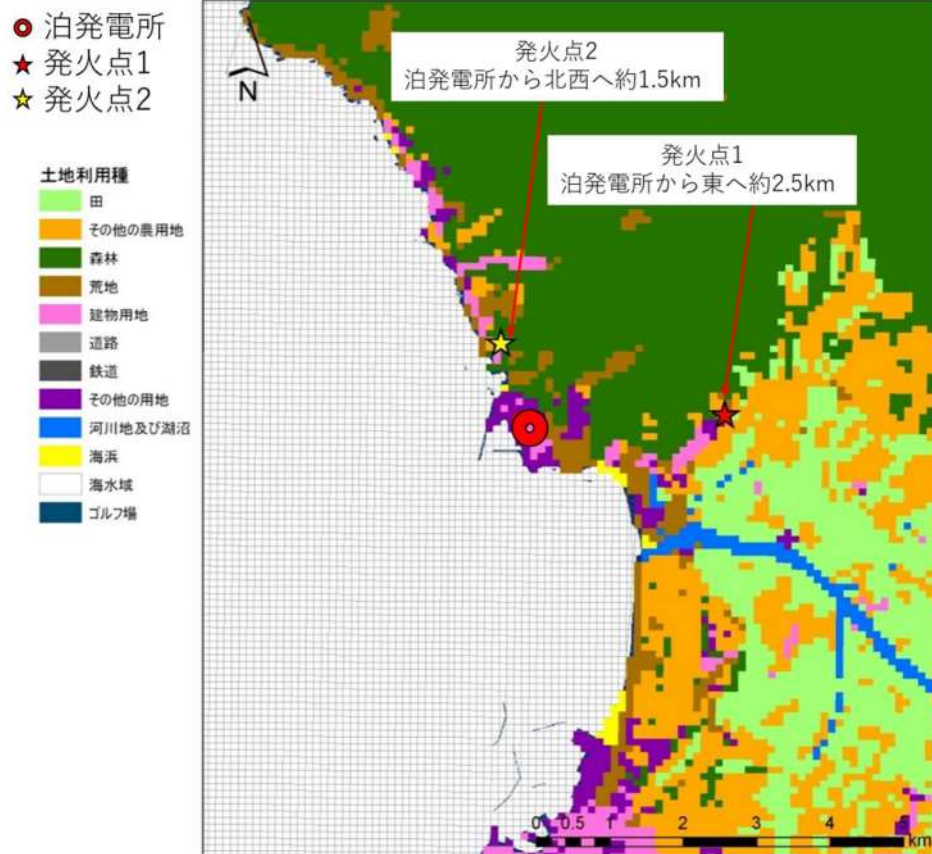 泊発電所
発火点1
発火点2
発火点2
泊発電所から北西へ約1.5km
発火点1
泊発電所から東へ約2.5km
N
土地利用種
田
その他の農用地
森林
荒地
建物用地
道路
鉄道
その他の用地
河川地及び湖沼
海浜
海水域
ゴルフ場
0 0.5 1 2 3 4 5
km